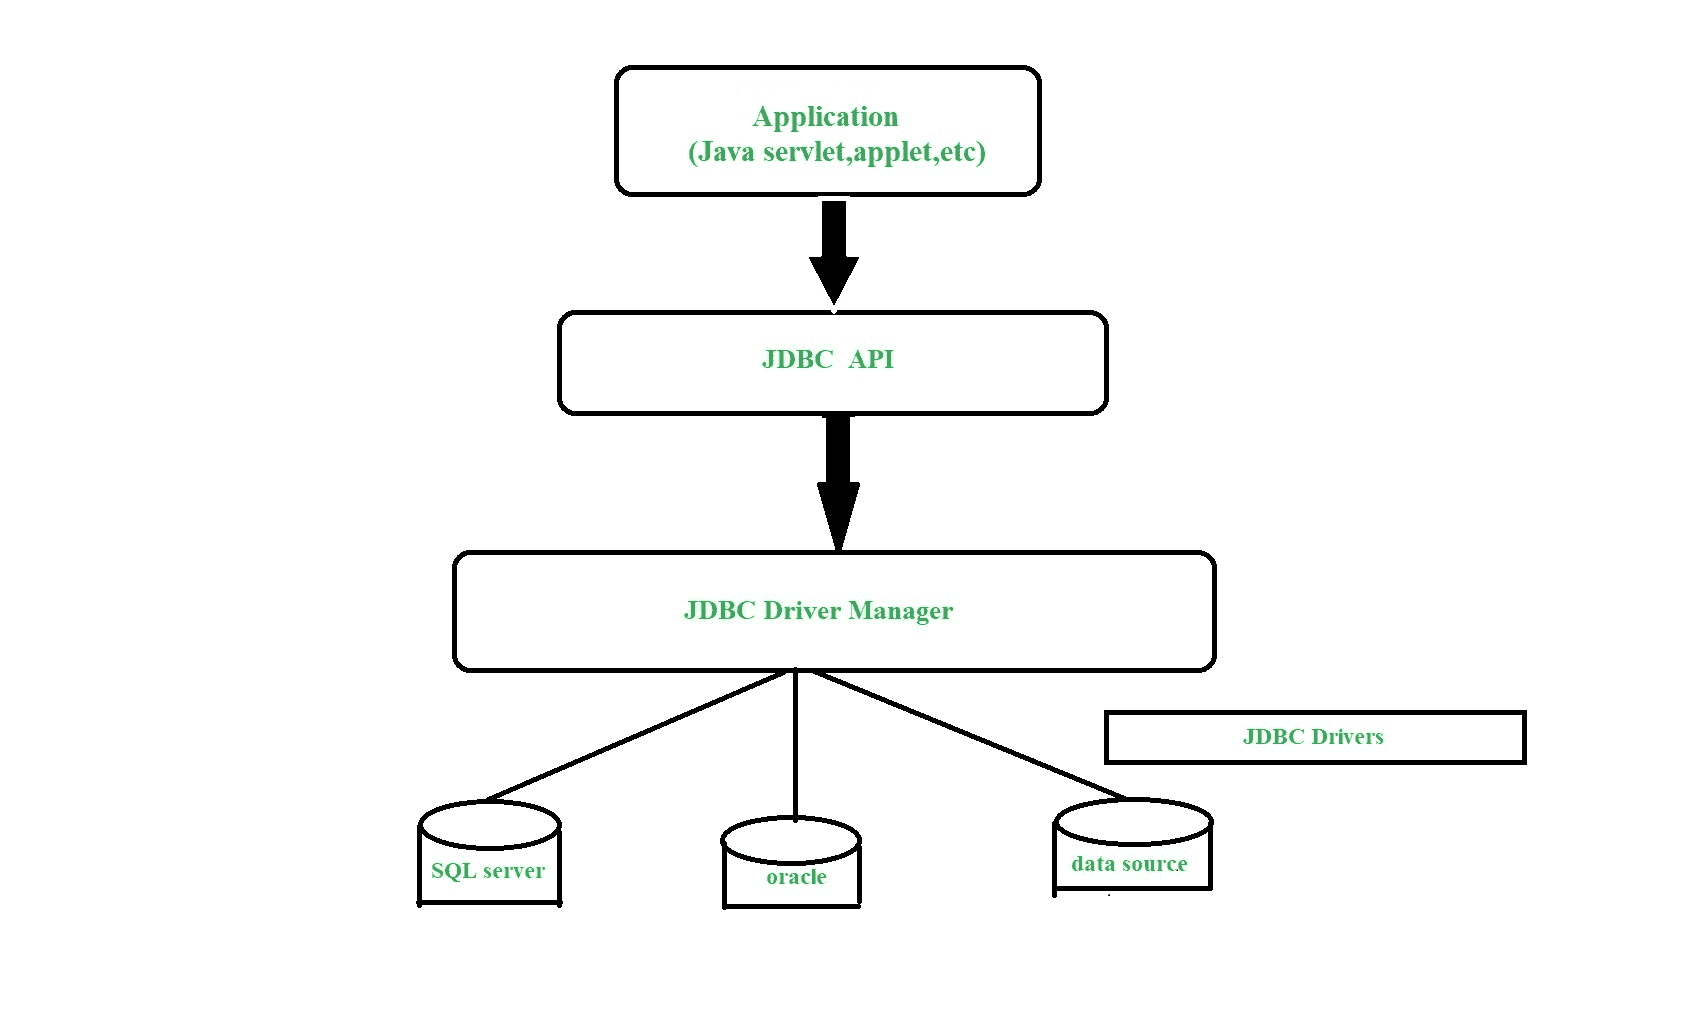 Application
(Java servlet,applet,etc)
JDBC API
JDBC Driver Manager
JDBC Drivers
SQL server
oracle
data source